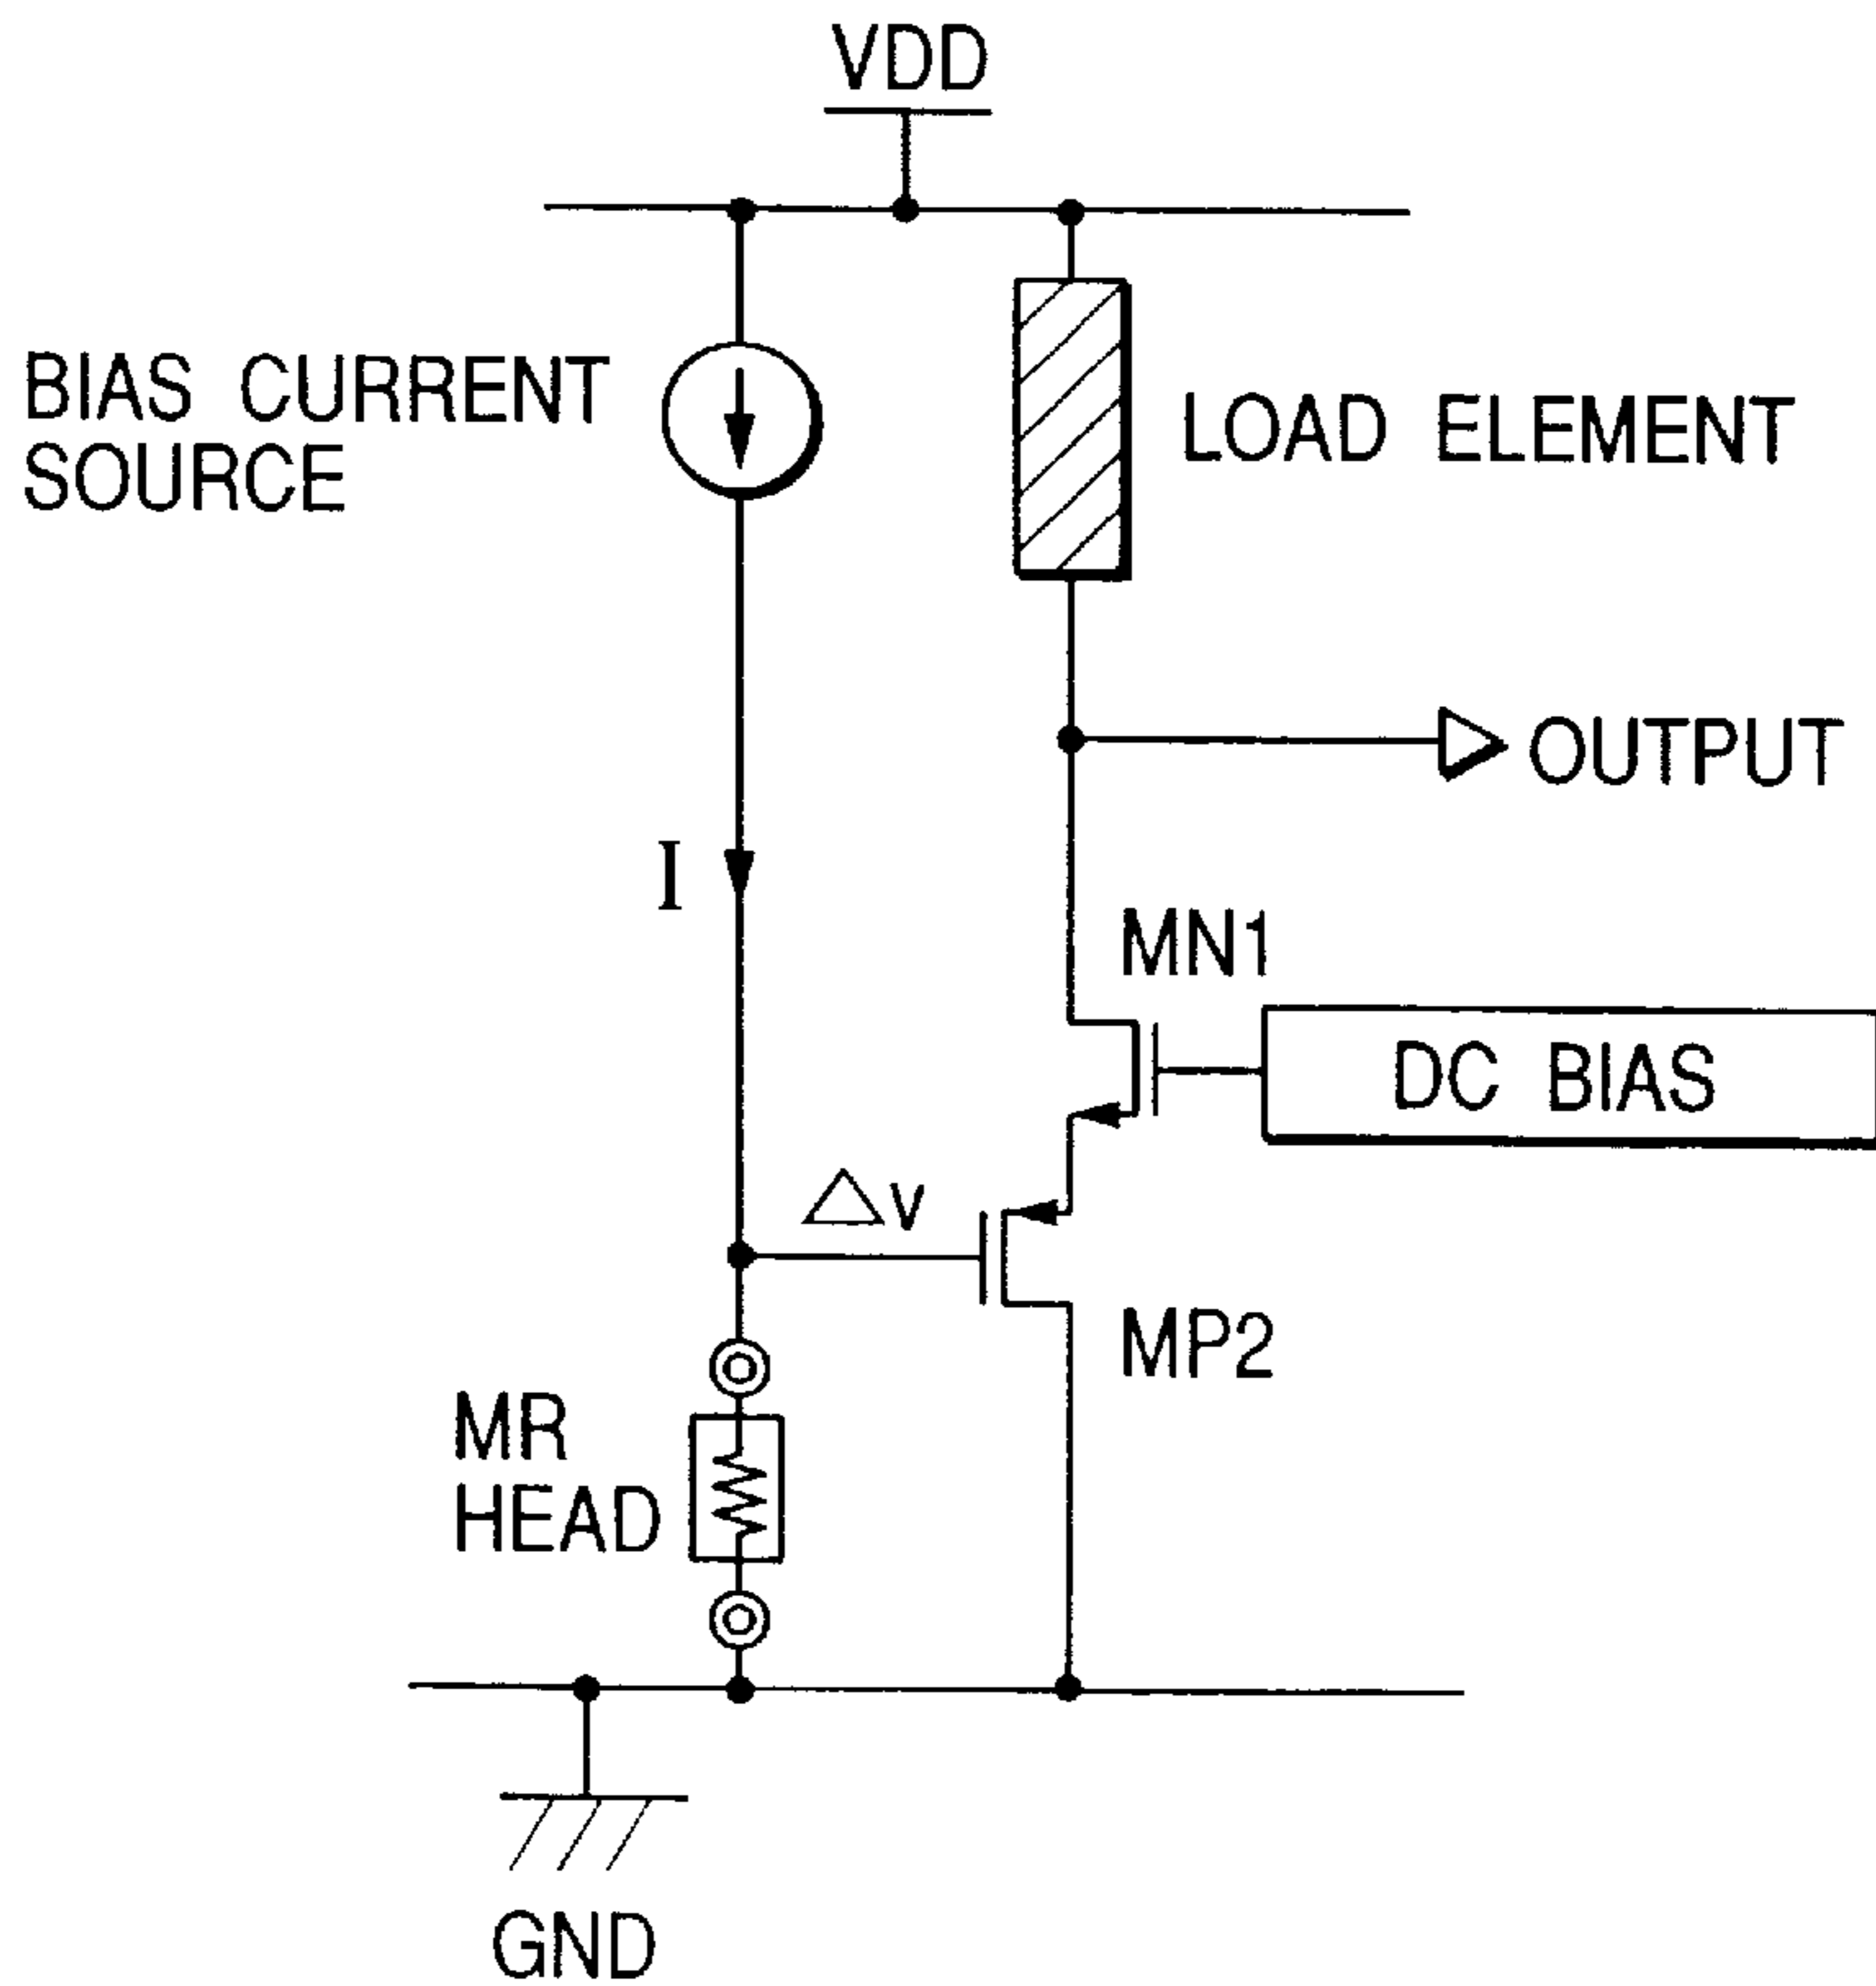 VDD
BIAS CURRENT
SOURCE
LOAD ELEMENT
OUTPUT
I
MN1
DC BIAS
△v
MP2
MR
HEAD
GND